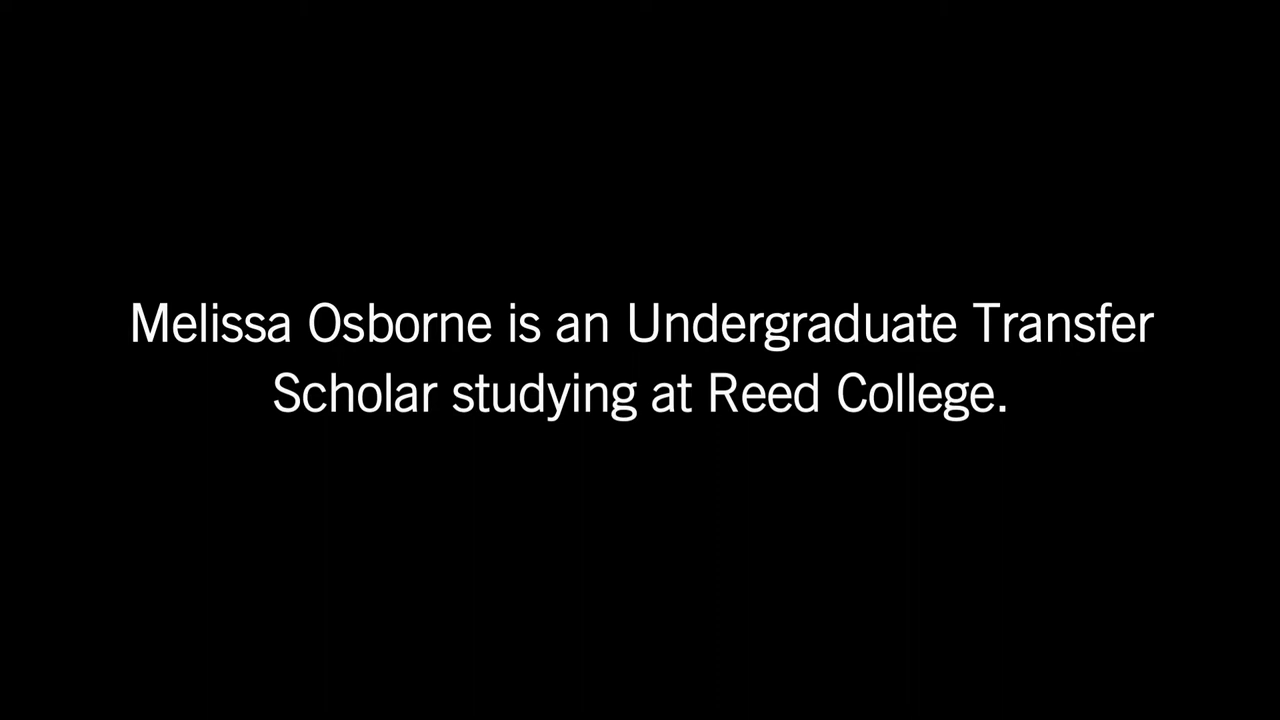 Melissa Osborne is an Undergraduate Transfer
Scholar studying at Reed College.